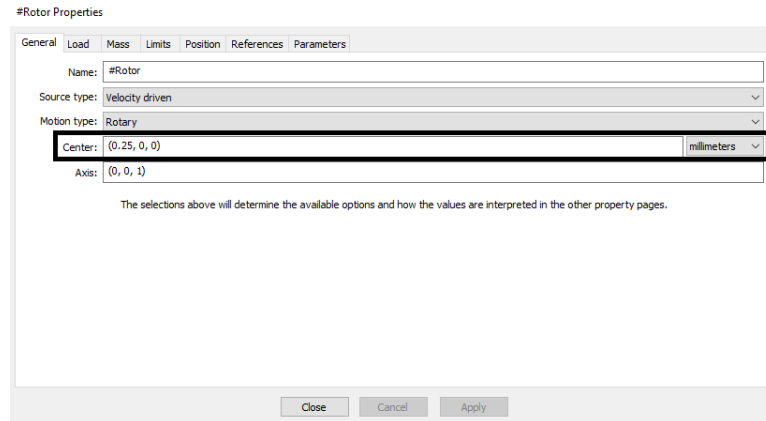 #Rotor Properties
General Load Mass Limits Position References Parameters
Name: #Rotor
Source type: Velocity driven
Motion type: Rotary
Center: (0.25, 0, 0) millimeters
Axis: (0, 0, 1)
The selections above will determine the available options and how the values are interpreted in the other property pages.
Close Cancel Apply